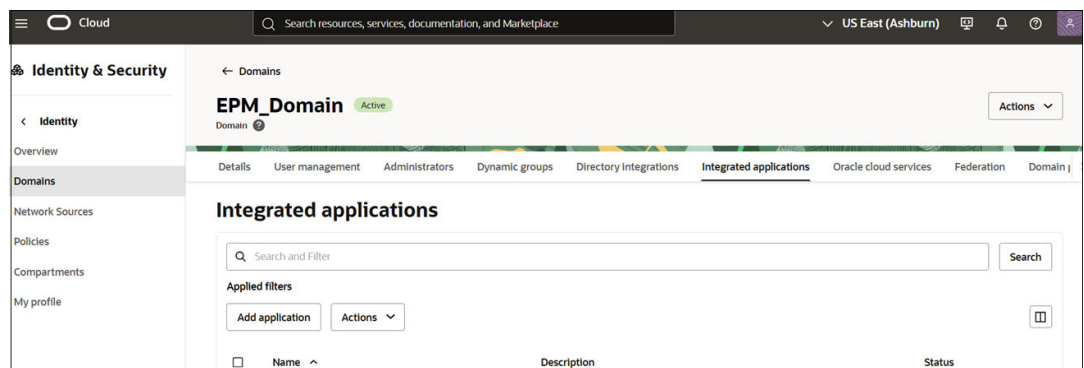 Cloud
Search resources, services, documentation, and Marketplace
US East (Ashburn)
Identity & Security
Identity
Overview
Domains
Network Sources
Policies
Compartments
My profile
Domains
EPM_Domain Active
Domain
Actions
Details User management Administrators Dynamic groups Directory integrations Integrated applications Oracle cloud services Federation Domain
Integrated applications
Search and Filter
Search
Applied filters
Add application Actions
Name Description Status